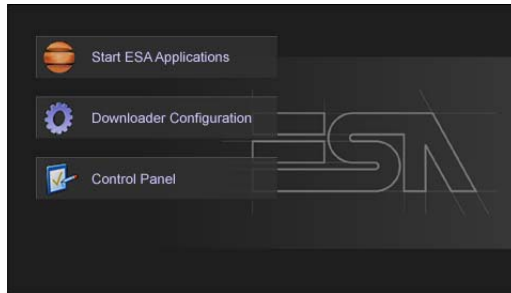 Start ESA Applications
Downloader Configuration
Control Panel
ESA